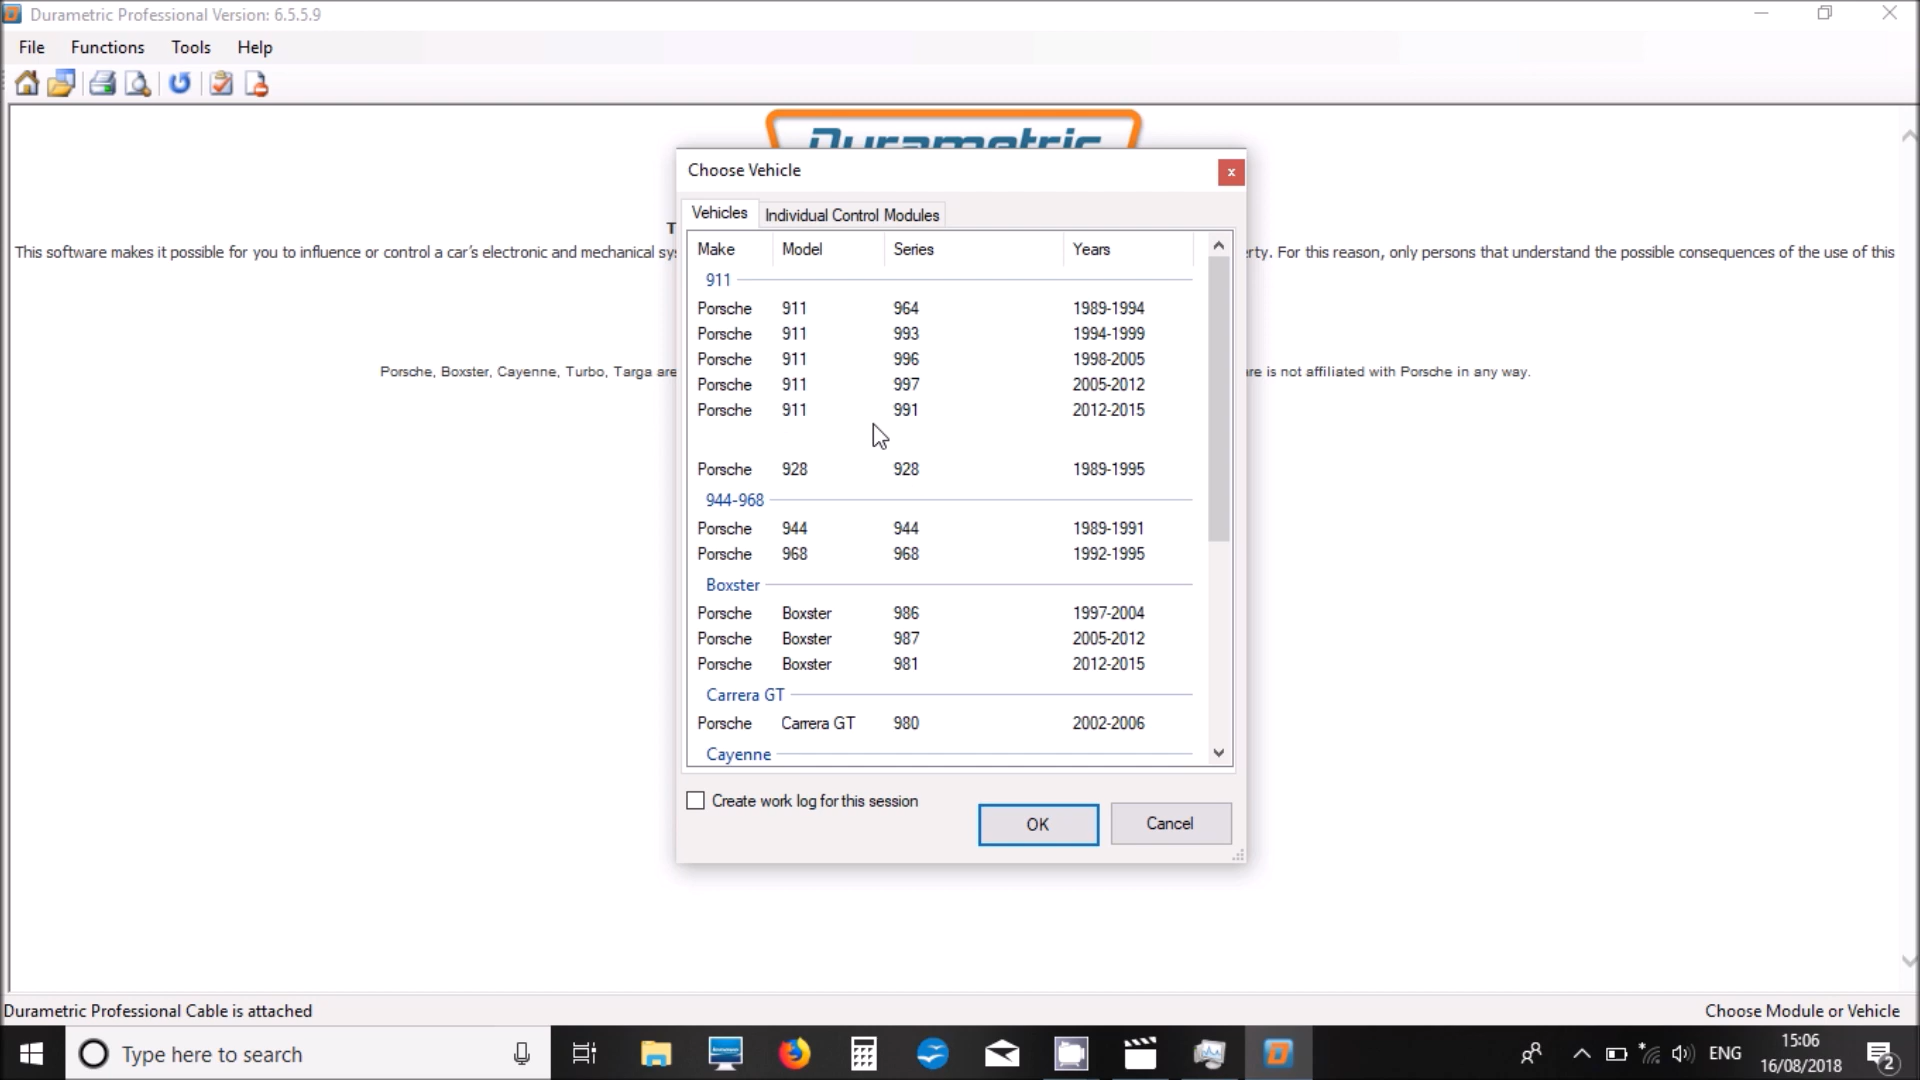 Durametric Professional Version: 6.5.5.9
File Functions Tools Help
Durametric
Choose Vehicle
x
Vehicles Individual Control Modules
T
This software makes it possible for you to influence or control a car's electronic and mechanical sy
rty. For this reason, only persons that understand the possible consequences of the use of this
Porsche, Boxster, Cayenne, Turbo, Targa are
re is not affiliated with Porsche in any way.
Make Model Series Years
911
Porsche 911 964 1989-1994
Porsche 911 993 1994-1999
Porsche 911 996 1998-2005
Porsche 911 997 2005-2012
Porsche 911 991 2012-2015
Porsche 928 928 1989-1995
944-968
Porsche 944 944 1989-1991
Porsche 968 968 1992-1995
Boxster
Porsche Boxster 986 1997-2004
Porsche Boxster 987 2005-2012
Porsche Boxster 981 2012-2015
Carrera GT
Porsche Carrera GT 980 2002-2006
Cayenne
Create work log for this session
OK Cancel
Durametric Professional Cable is attached
Choose Module or Vehicle
Type here to search
ENG
15:06
16/08/2018
2